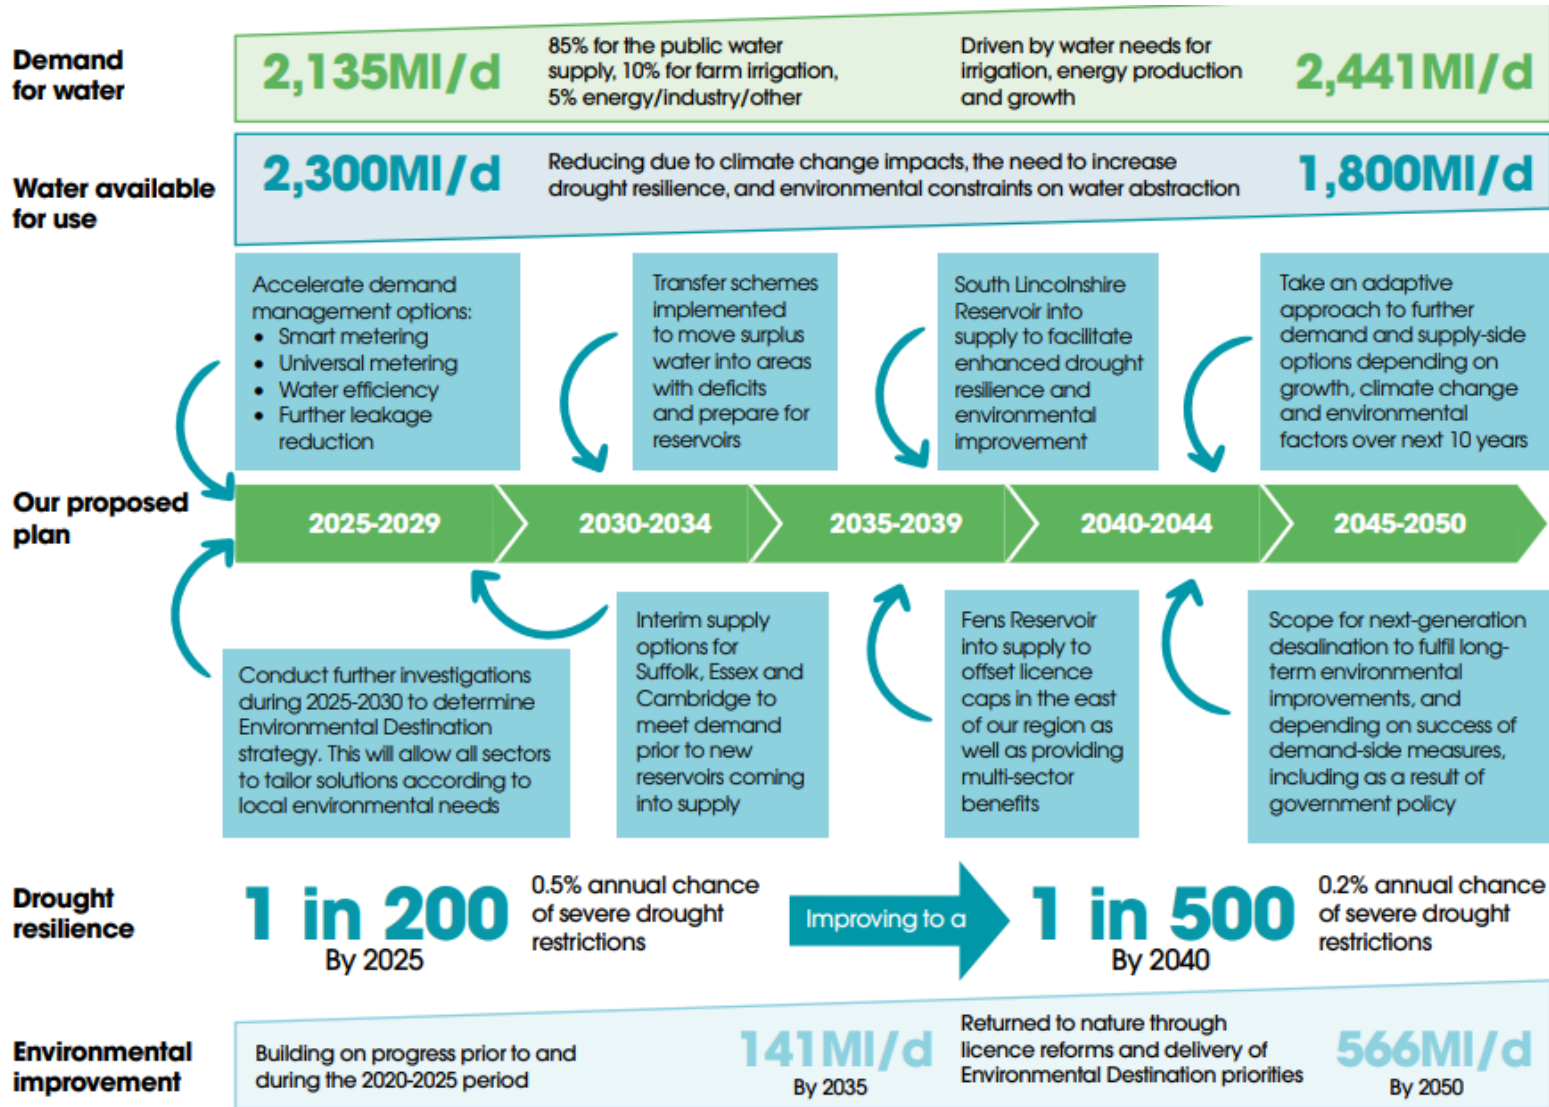 Demand
for water
2,135Ml/d
85% for the public water
supply, 10% for farm irrigation,
5% energy/industry/other
Driven by water needs for
irrigation, energy production
and growth
2,441Ml/d
Water available
for use
2,300Ml/d
Reducing due to climate change impacts, the need to increase
drought resilience, and environmental constraints on water abstraction
1,800Ml/d
Accelerate demand
management options:
• Smart metering
• Universal metering
• Water efficiency
• Further leakage
reduction
Transfer schemes
implemented
to move surplus
water into areas
with deficits
and prepare for
reservoirs
South Lincolnshire
Reservoir into
supply to facilitate
enhanced drought
resilience and
environmental
improvement
Take an adaptive
approach to further
demand and supply-side
options depending on
growth, climate change
and environmental
factors over next 10 years
Our proposed
plan
2025-2029
2030-2034
2035-2039
2040-2044
2045-2050
Conduct further investigations
during 2025-2030 to determine
Environmental Destination
strategy. This will allow all sectors
to tailor solutions according to
local environmental needs
Interim supply
options for
Suffolk, Essex and
Cambridge to
meet demand
prior to new
reservoirs coming
into supply
Fens Reservoir
into supply to
offset licence
caps in the east
of our region as
well as providing
multi-sector
benefits
Scope for next-generation
desalination to fulfil long-
term environmental
improvements, and
depending on success of
demand-side measures,
including as a result of
government policy
Drought
resilience
1 in 200
By 2025
0.5% annual chance
of severe drought
restrictions
Improving to a
1 in 500
By 2040
0.2% annual chance
of severe drought
restrictions
Environmental
improvement
Building on progress prior to and
during the 2020-2025 period
141Ml/d
By 2035
Returned to nature through
licence reforms and delivery of
Environmental Destination priorities
566Ml/d
By 2050